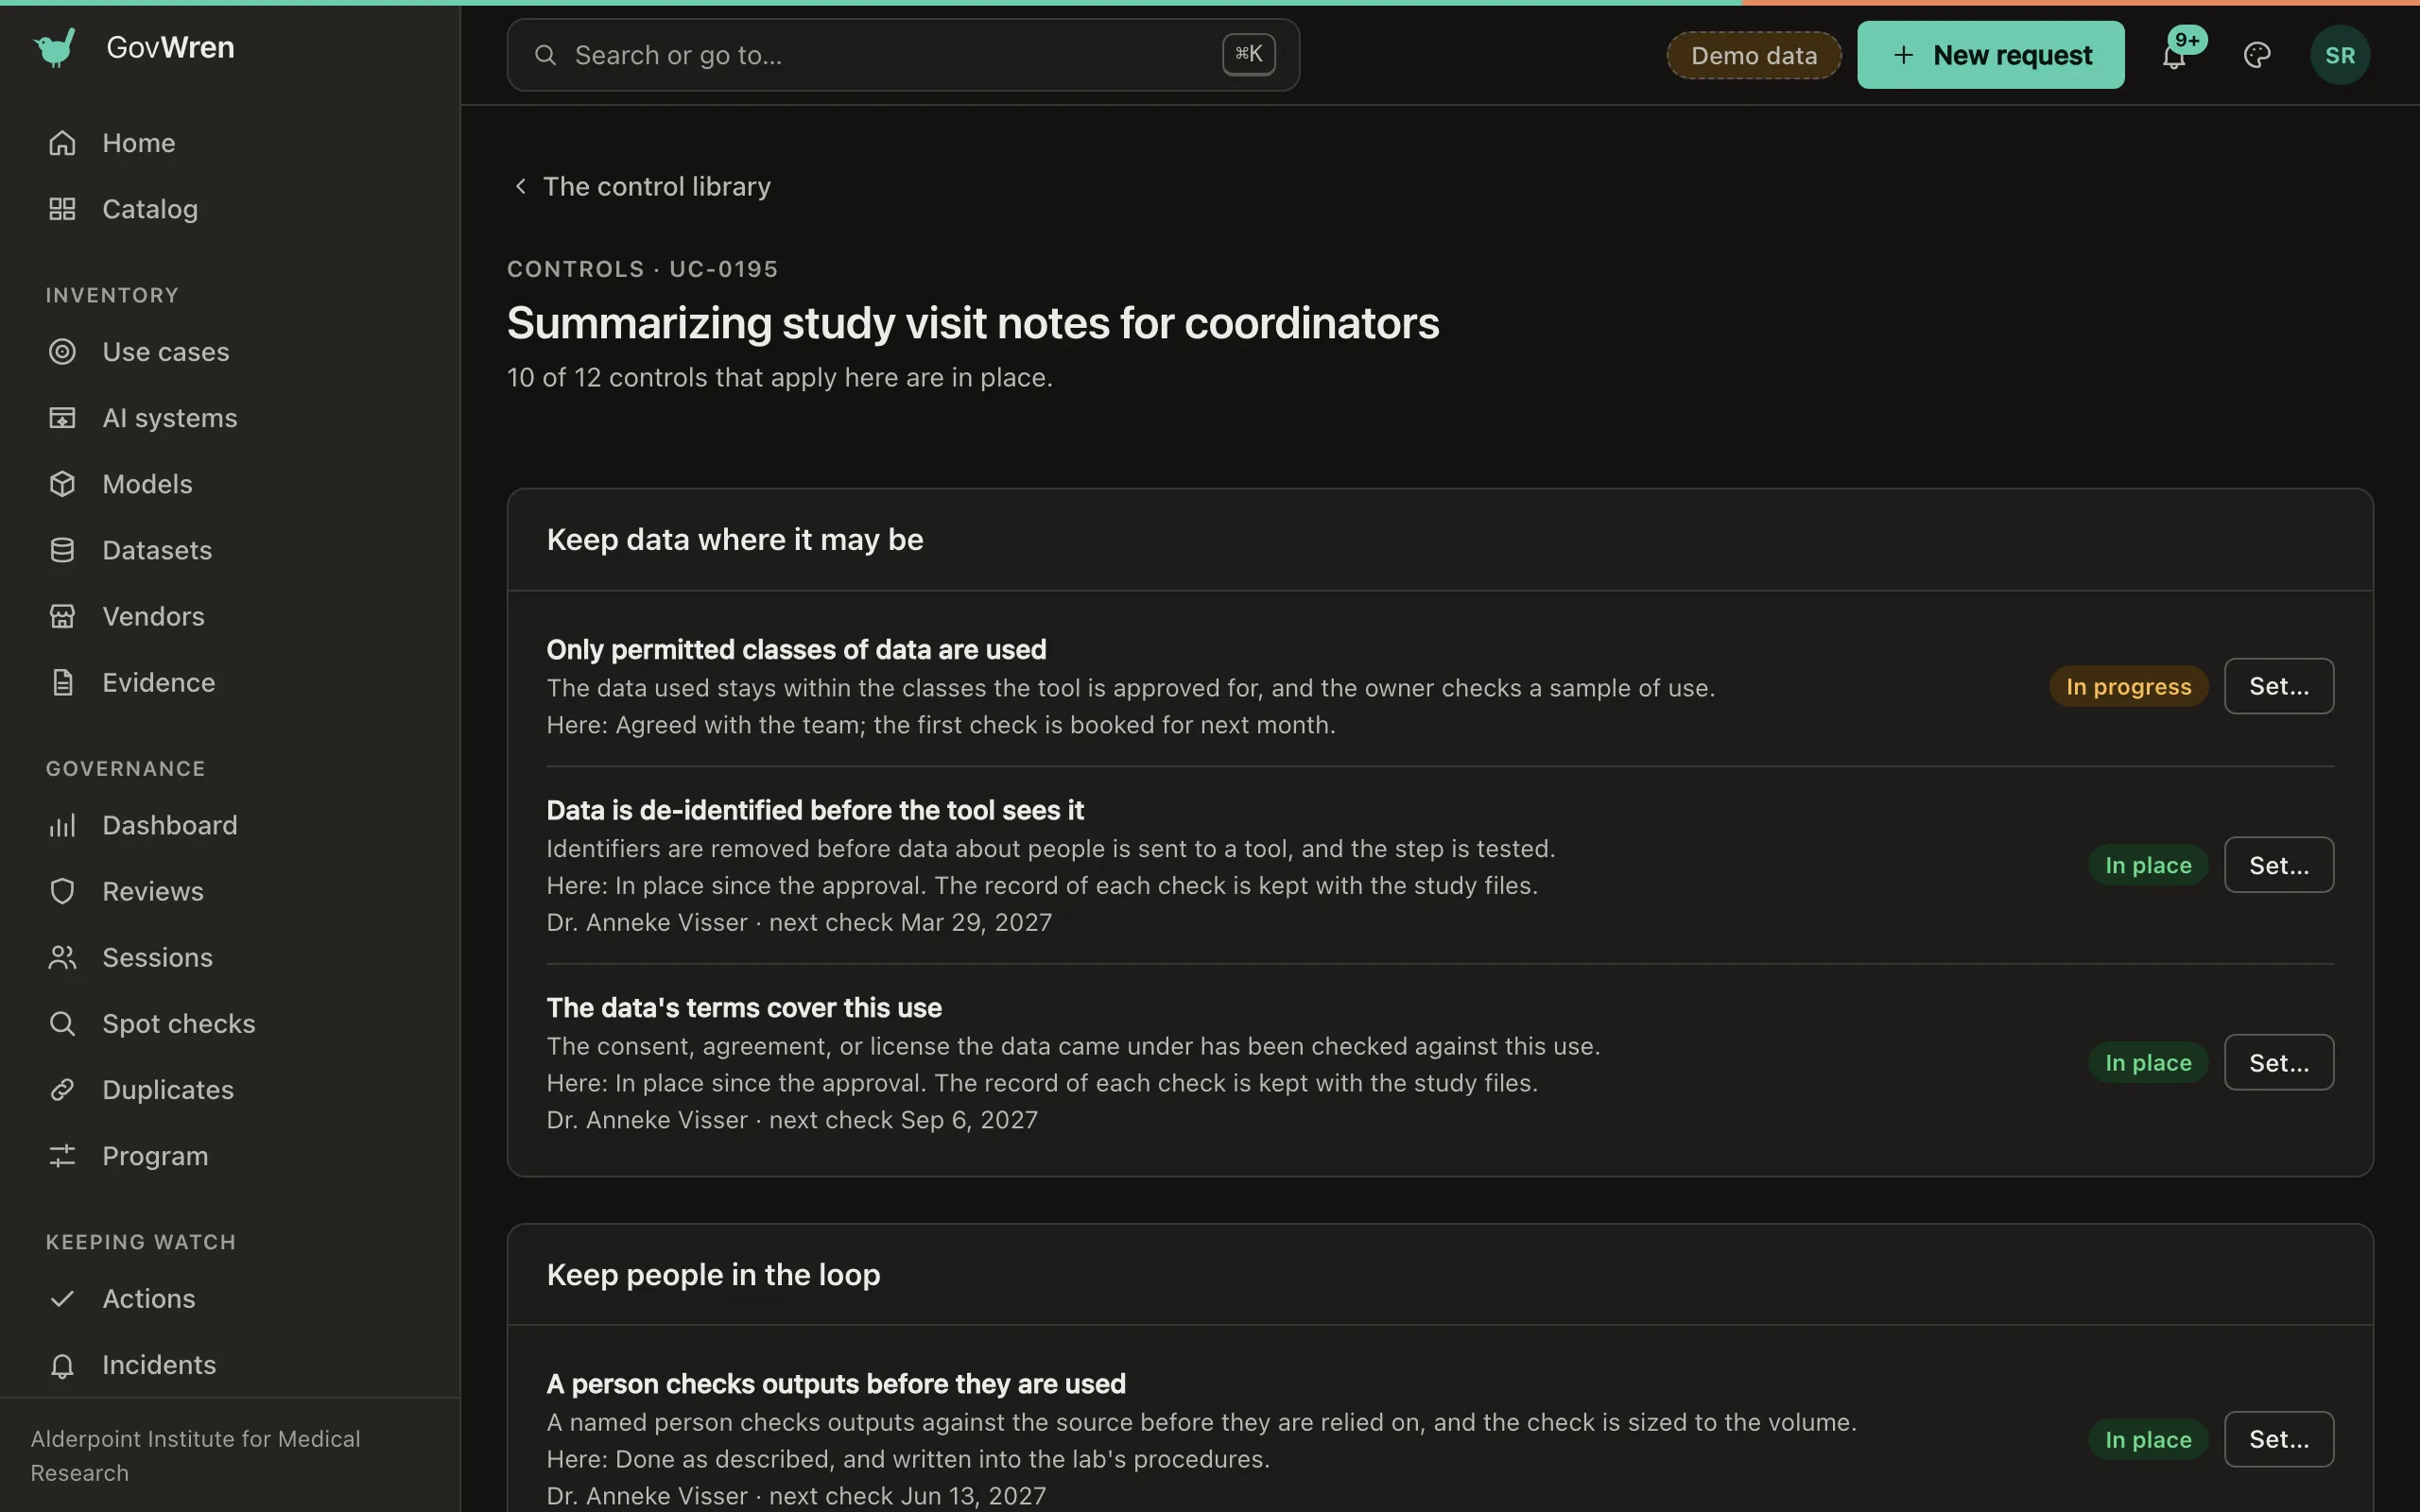 GovWren
Search or go to...
⌘K
Demo data
+ New request
9+
SR
Home
Catalog
INVENTORY
Use cases
AI systems
Models
Datasets
Vendors
Evidence
GOVERNANCE
Dashboard
Reviews
Sessions
Spot checks
Duplicates
Program
KEEPING WATCH
Actions
Incidents
Alderpoint Institute for Medical
Research
The control library
CONTROLS · UC-0195
Summarizing study visit notes for coordinators
10 of 12 controls that apply here are in place.
Keep data where it may be
Only permitted classes of data are used
The data used stays within the classes the tool is approved for, and the owner checks a sample of use.
Here: Agreed with the team; the first check is booked for next month.
In progress
Set...
Data is de-identified before the tool sees it
Identifiers are removed before data about people is sent to a tool, and the step is tested.
Here: In place since the approval. The record of each check is kept with the study files.
Dr. Anneke Visser · next check Mar 29, 2027
In place
Set...
The data's terms cover this use
The consent, agreement, or license the data came under has been checked against this use.
Here: In place since the approval. The record of each check is kept with the study files.
Dr. Anneke Visser · next check Sep 6, 2027
In place
Set...
Keep people in the loop
A person checks outputs before they are used
A named person checks outputs against the source before they are relied on, and the check is sized to the volume.
Here: Done as described, and written into the lab's procedures.
Dr. Anneke Visser · next check Jun 13, 2027
In place
Set...